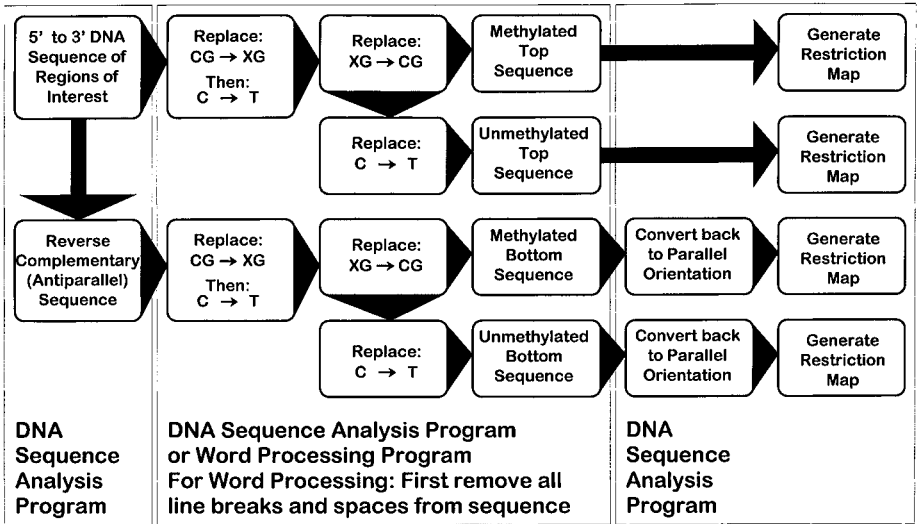 5' to 3' DNA
Sequence of
Regions of
Interest
Replace:
CG → XG
Then:
C → T
Replace:
XG → CG
Methylated
Top
Sequence
Generate
Restriction
Map
Replace:
C → T
Unmethylated
Top
Sequence
Generate
Restriction
Map
Reverse
Complementary
(Antiparallel)
Sequence
Replace:
CG → XG
Then:
C → T
Replace:
XG → CG
Methylated
Bottom
Sequence
Convert back
to Parallel
Orientation
Generate
Restriction
Map
Replace:
C → T
Unmethylated
Bottom
Sequence
Convert back
to Parallel
Orientation
Generate
Restriction
Map
DNA
Sequence
Analysis
Program
DNA Sequence Analysis Program
or Word Processing Program
For Word Processing: First remove all
line breaks and spaces from sequence
DNA
Sequence
Analysis
Program